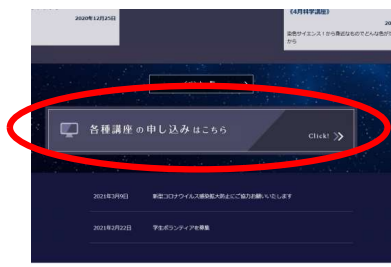 2020年12月25日
《4月科学講座》
20
染色サイエンス!から身近なものでどんな色が
から
各種講座の申し込みはこちら
Click!
2021年3月9日 新型コロナウイルス感染拡大防止にご協力お願いいたします
2021年2月22日 学生ボランティアを募集